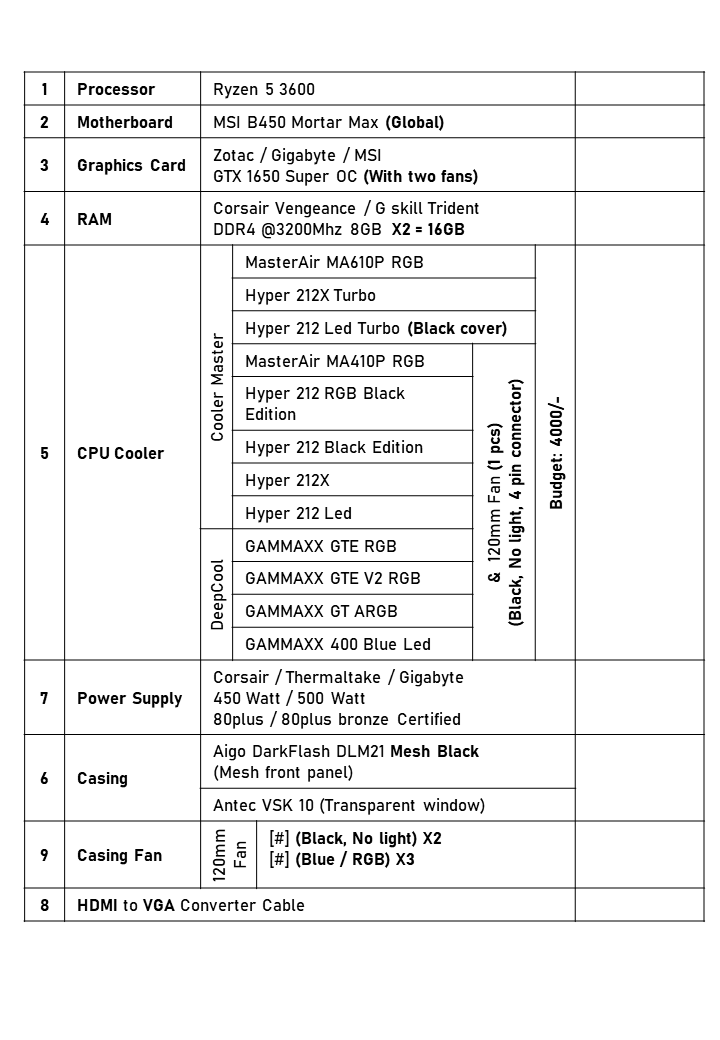 1 Processor Ryzen 5 3600
2 Motherboard MSI B450 Mortar Max (Global)
3 Graphics Card Zotac / Gigabyte / MSI
GTX 1650 Super OC (With two fans)
4 RAM Corsair Vengeance / G skill Trident
DDR4 @3200Mhz 8GB X2 = 16GB
5 CPU Cooler
Cooler Master
MasterAir MA610P RGB
Hyper 212X Turbo
Hyper 212 Led Turbo (Black cover)
MasterAir MA410P RGB
Hyper 212 RGB Black
Edition
Hyper 212 Black Edition
Hyper 212X
Hyper 212 Led
DeepCool
GAMMAXX GTE RGB
GAMMAXX GTE V2 RGB
GAMMAXX GT ARGB
GAMMAXX 400 Blue Led
& 120mm Fan (1 pcs)
(Black, No light, 4 pin connector)
Budget: 4000/-
7 Power Supply Corsair / Thermaltake / Gigabyte
450 Watt / 500 Watt
80plus / 80plus bronze Certified
6 Casing Aigo DarkFlash DLM21 Mesh Black
(Mesh front panel)
Antec VSK 10 (Transparent window)
9 Casing Fan
120mm
Fan
[#] (Black, No light) X2
[#] (Blue / RGB) X3
8 HDMI to VGA Converter Cable